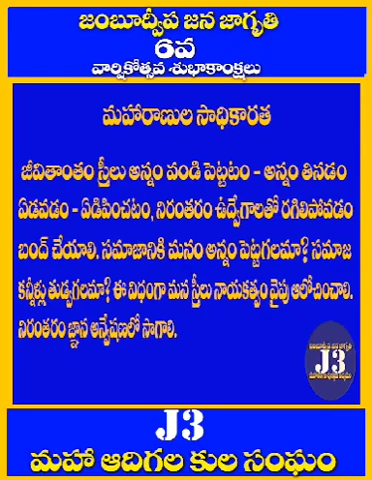 జంబూద్వీప జన జాగృతి
6వ
వార్షికోత్సవ శుభాకాంక్షలు
మహారాణుల సాధికారత
జీవితాంతం స్త్రీలు అన్నం వండి పెట్టటం - అన్నం తినడం
ఏడవడం - ఏడిపించటం, నిరంతరం ఉద్వేగాలతో రగిలిపోవడం
బంద్ చేయాలి. సమాజానికి మనం అన్నం పెట్టగలమా? సమాజ
కన్నీళ్లు తుడ్వగలమా? ఈ విధంగా మన స్త్రీలు నాయకత్వం వైపు ఆలోచించాలి.
నిరంతరం జ్ఞాన అన్వేషణలో సాగాలి.
జంబూద్వీప జన జాగృతి
J3
J3
మహా ఆదిగల కుల సంఘం